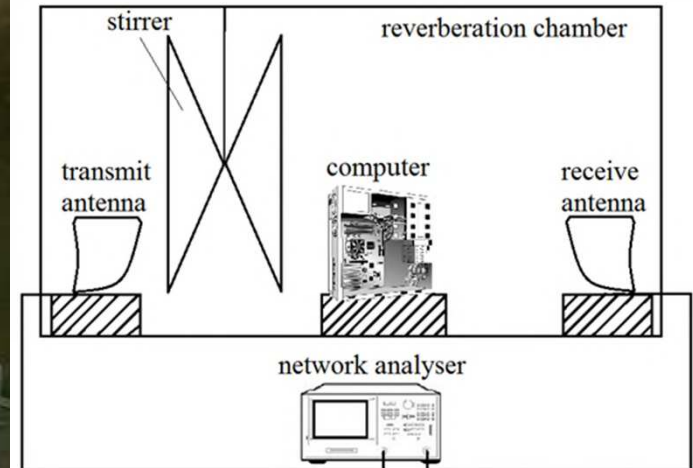 stirrer
reverberation chamber
transmit
antenna
computer
receive
antenna
network analyser